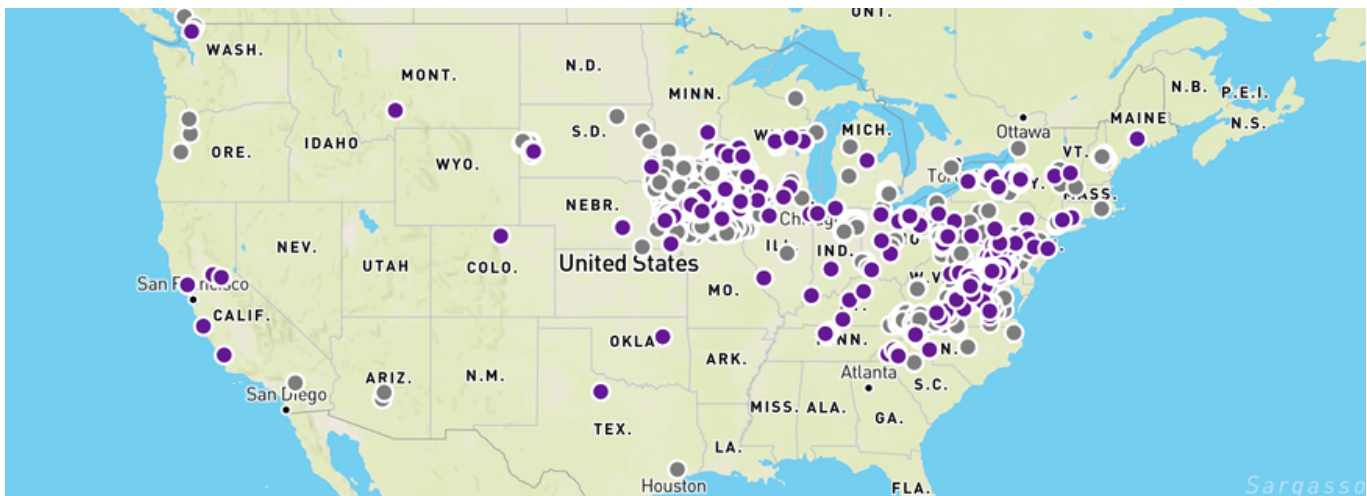 ONT.
WASH.
N.D.
MONT.
MINN.
N.B.
P.E.I.
MAINE
N.S.
Ottawa
S.D.
MICH.
ORE.
IDAHO
VT.
WYO.
MASS.
NEBR.
NEV.
UTAH
COLO.
ILL.
IND.
United States
W.V.
San Francisco
MO.
CALIF.
OKLA
ARK.
Atlanta
ARIZ.
N.M.
S.C.
San Diego
MISS.
ALA.
GA.
TEX.
LA.
Houston
FLA.
Sargasso